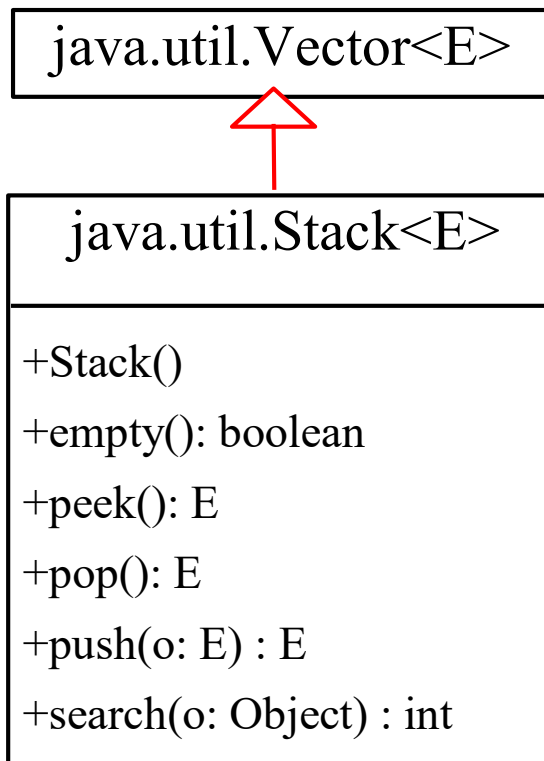 java.util.Vector<E>
java.util.Stack<E>
+Stack()
+empty(): boolean
+peek(): E
+pop(): E
+push(o: E) : E
+search(o: Object) : int